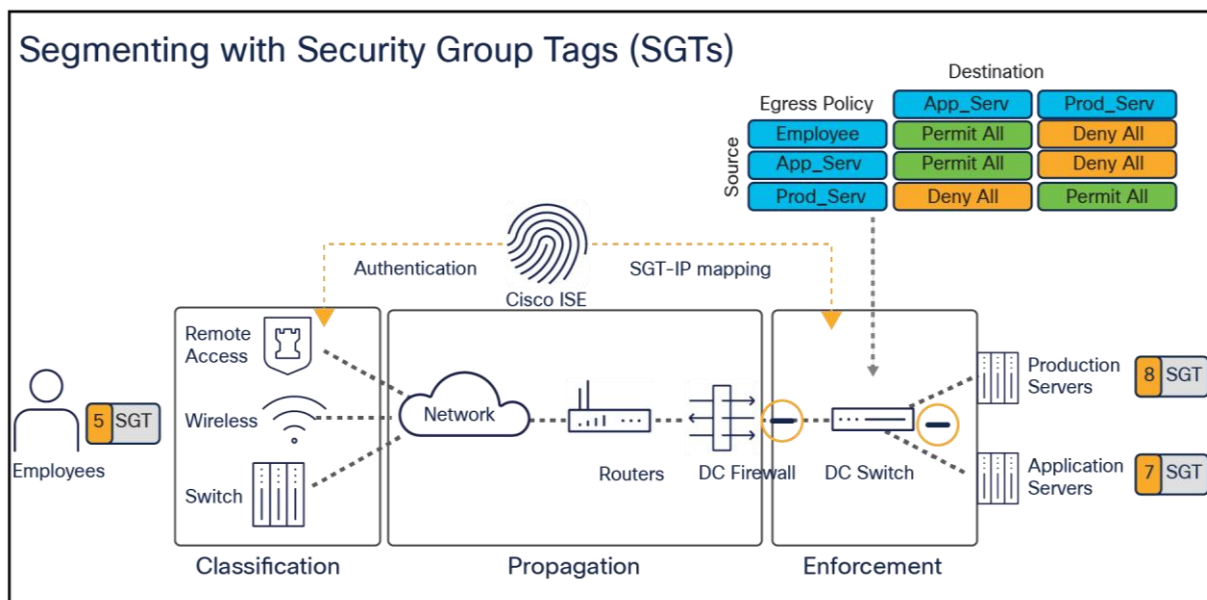 Segmenting with Security Group Tags (SGTs)
Destination
Egress Policy App_Serv Prod_Serv
Source
Employee Permit All Deny All
App_Serv Permit All Deny All
Prod_Serv Deny All Permit All
Authentication
SGT-IP mapping
Cisco ISE
Remote
Access
Wireless
Switch
5 SGT
Employees
Network
Routers
DC Firewall
DC Switch
Production
Servers
8 SGT
Application
Servers
7 SGT
Classification
Propagation
Enforcement